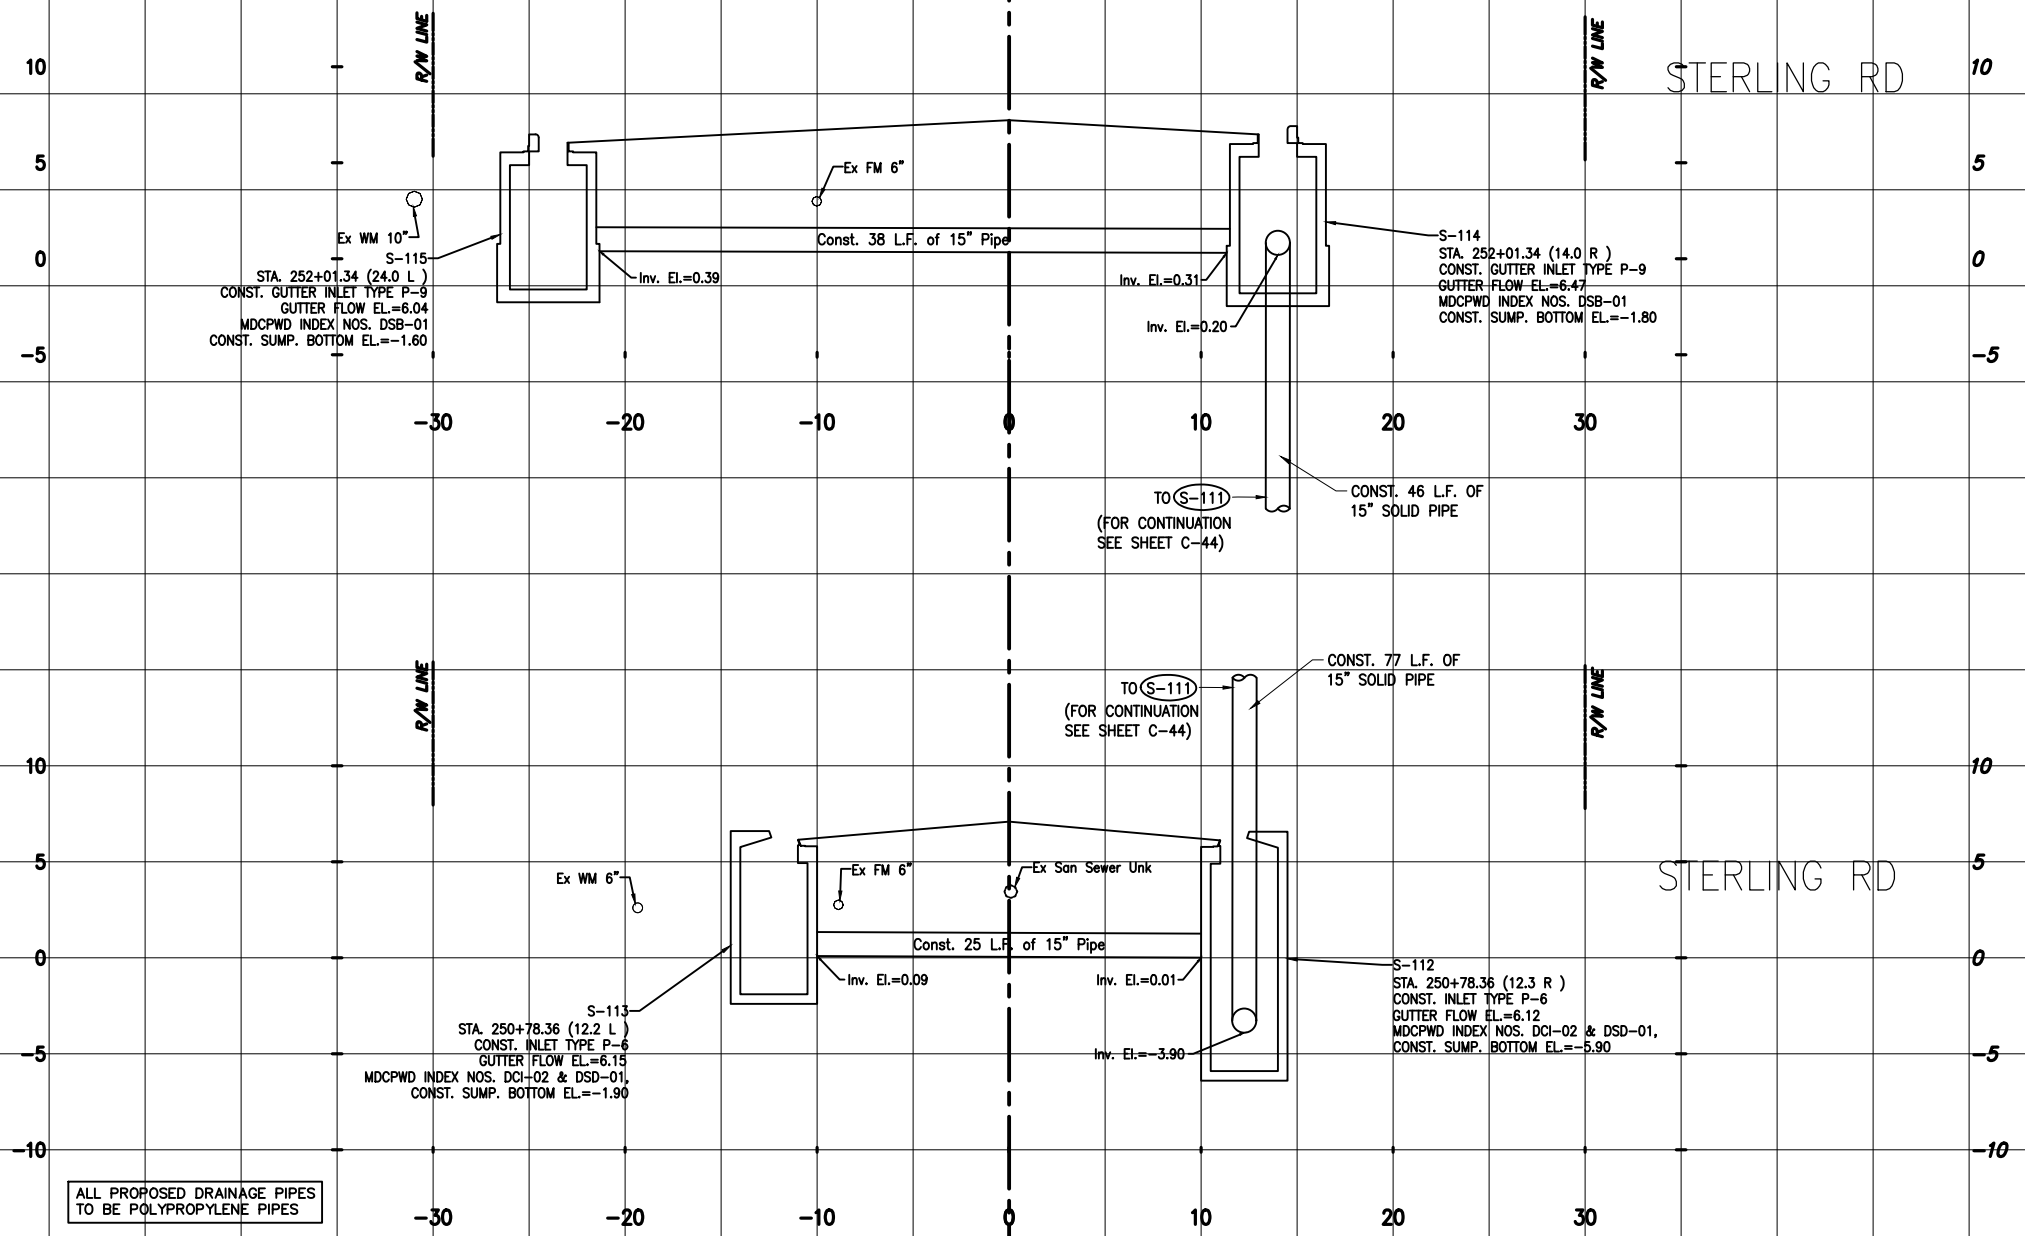 R/W LINE
R/W LINE
STERLING RD
10
10
Ex FM 6"
5
5
Ex WM 10"
Const. 38 L.F. of 15" Pipe
S-115
STA. 252+01.34 (24.0 L )
CONST. GUTTER INLET TYPE P-9
GUTTER FLOW EL.=6.04
MDCPWD INDEX NOS. DSB-01
CONST. SUMP. BOTTOM EL.=-1.60
0
0
Inv. El.=0.39
Inv. El.=0.31
Inv. El.=0.20
S-114
STA. 252+01.34 (14.0 R )
CONST. GUTTER INLET TYPE P-9
GUTTER FLOW EL.=6.47
MDCPWD INDEX NOS. DSB-01
CONST. SUMP. BOTTOM EL.=-1.80
-5
-5
-30 -20 -10 0 10 20 30
TO S-111
(FOR CONTINUATION
SEE SHEET C-44)
CONST. 46 L.F. OF
15" SOLID PIPE
R/W LINE
R/W LINE
CONST. 77 L.F. OF
15" SOLID PIPE
TO S-111
(FOR CONTINUATION
SEE SHEET C-44)
10
10
5
5
STERLING RD
Ex WM 6"
Ex FM 6"
Ex San Sewer Unk
Const. 25 L.F. of 15" Pipe
0
0
Inv. El.=0.09
Inv. El.=0.01
S-113
STA. 250+78.36 (12.2 L )
CONST. INLET TYPE P-6
GUTTER FLOW EL.=6.15
MDCPWD INDEX NOS. DCI-02 & DSD-01,
CONST. SUMP. BOTTOM EL.=-1.90
Inv. El.=-3.90
S-112
STA. 250+78.36 (12.3 R )
CONST. INLET TYPE P-6
GUTTER FLOW EL.=6.12
MDCPWD INDEX NOS. DCI-02 & DSD-01,
CONST. SUMP. BOTTOM EL.=-5.90
-5
-5
-10
-10
ALL PROPOSED DRAINAGE PIPES
TO BE POLYPROPYLENE PIPES
-30 -20 -10 0 10 20 30